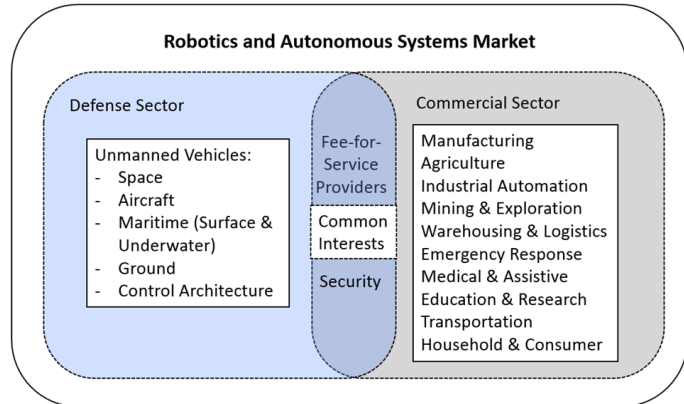 Robotics and Autonomous Systems Market
Defense Sector
Unmanned Vehicles:
- Space
- Aircraft
- Maritime (Surface &
Underwater)
- Ground
- Control Architecture
Fee-for-
Service
Providers
Common
Interests
Security
Commercial Sector
Manufacturing
Agriculture
Industrial Automation
Mining & Exploration
Warehousing & Logistics
Emergency Response
Medical & Assistive
Education & Research
Transportation
Household & Consumer